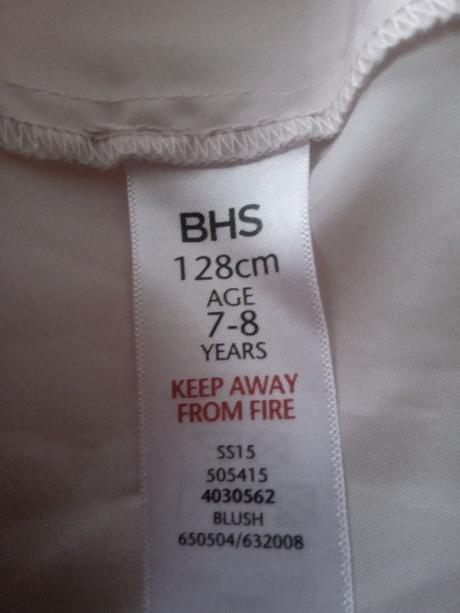 BHS
128cm
AGE
7-8
YEARS
KEEP AWAY
FROM FIRE
SS15
505415
4030562
BLUSH
650504/632008